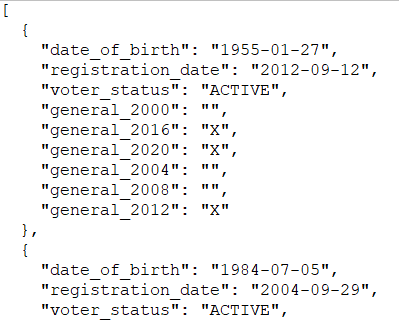 [
  {
    "date_of_birth": "1955-01-27",
    "registration_date": "2012-09-12",
    "voter_status": "ACTIVE",
    "general_2000": "",
    "general_2016": "X",
    "general_2020": "X",
    "general_2004": "",
    "general_2008": "",
    "general_2012": "X"
  },
  {
    "date_of_birth": "1984-07-05",
    "registration_date": "2004-09-29",
    "voter_status": "ACTIVE",